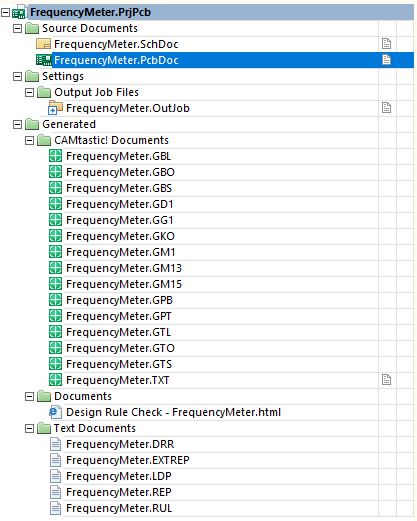 FrequencyMeter.PrjPcb
Source Documents
FrequencyMeter.SchDoc
FrequencyMeter.PcbDoc
Settings
Output Job Files
FrequencyMeter.OutJob
Generated
CAMtastic! Documents
FrequencyMeter.GBL
FrequencyMeter.GBO
FrequencyMeter.GBS
FrequencyMeter.GD1
FrequencyMeter.GG1
FrequencyMeter.GKO
FrequencyMeter.GM1
FrequencyMeter.GM13
FrequencyMeter.GM15
FrequencyMeter.GPB
FrequencyMeter.GPT
FrequencyMeter.GTL
FrequencyMeter.GTO
FrequencyMeter.GTS
FrequencyMeter.TXT
Documents
Design Rule Check - FrequencyMeter.html
Text Documents
FrequencyMeter.DRR
FrequencyMeter.EXTREP
FrequencyMeter.LDP
FrequencyMeter.REP
FrequencyMeter.RUL